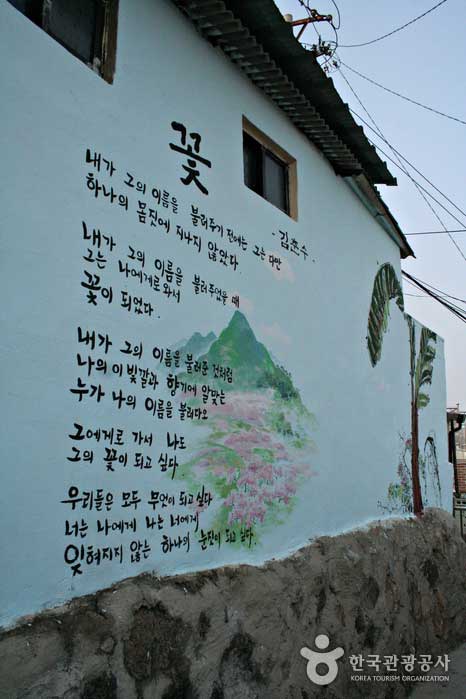 꽃
김춘수
내가 그의 이름을 불러주기 전에는 그는 다만
하나의 몸짓에 지나지 않았다.
내가 그의 이름을 불러주었을 때
그는 나에게로 와서
꽃이 되었다.
내가 그의 이름을 불러준 것처럼
나의 이 빛깔과 향기에 알맞는
누가 나의 이름을 불러다오
그에게로 가서 나도
그의 꽃이 되고 싶다
우리들은 모두 무엇이 되고 싶다
너는 나에게 나는 너에게
잊혀지지 않는 하나의 눈짓이 되고 싶다.
한국관광공사
KOREA TOURISM ORGANIZATION